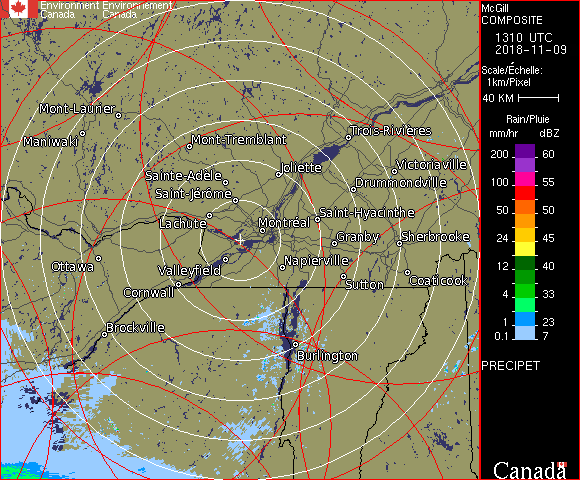 Environment Environnement
Canada Canada
McGill
COMPOSITE
1310 UTC
2018-11-09
Scale/Échelle:
1km/Pixel
40 KM
Rain/Pluie
mm/hr dBZ
200 60
100 55
50 50
24 45
12 40
4 33
1 23
0.1 7
PRECIPET
Canada
Mont-Laurier
Maniwaki
Mont-Tremblant
Trois-Rivières
Joliette
Victoriaville
Sainte-Adèle
Drummondville
Saint-Jérôme
Lachute
Saint-Hyacinthe
Montréal
Granby
Sherbrooke
Ottawa
Valleyfield
Napierville
Sutton
Coaticook
Cornwall
Brockville
Burlington